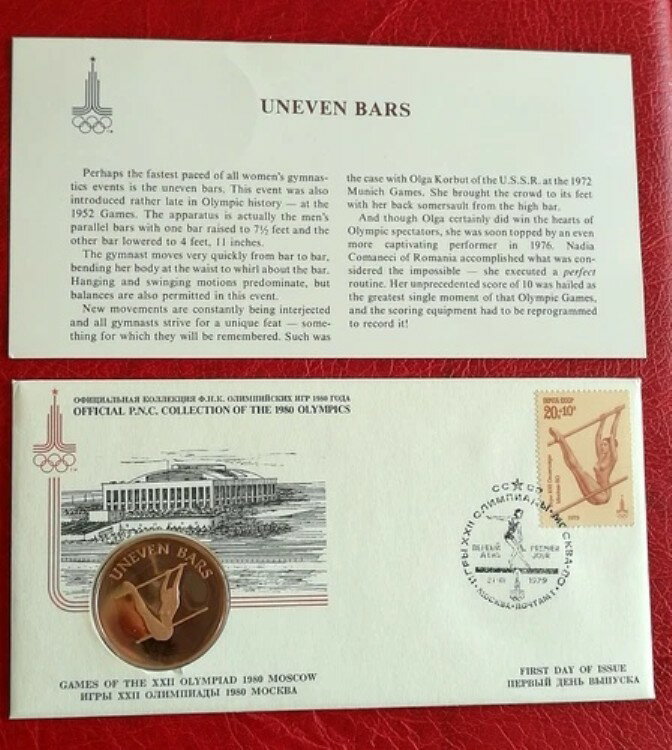 UNEVEN BARS
Perhaps the fastest paced of all women's gymnas-
tics events is the uneven bars. This event was also
introduced rather late in Olympic history — at the
1952 Games. The apparatus is actually the men's
parallel bars with one bar raised to 7½ feet and the
other bar lowered to 4 feet, 11 inches.
The gymnast moves very quickly from bar to bar,
bending her body at the waist to whirl about the bar.
Hanging and swinging motions predominate, but
balances are also permitted in this event.
New movements are constantly being interjected
and all gymnasts strive for a unique feat — some-
thing for which they will be remembered. Such was
the case with Olga Korbut of the U.S.S.R. at the 1972
Munich Games. She brought the crowd to its feet
with her back somersault from the high bar.
And though Olga certainly did win the hearts of
Olympic spectators, she was soon topped by an even
more captivating performer in 1976. Nadia
Comaneci of Romania accomplished what was con-
sidered the impossible — she executed a perfect
routine. Her unprecedented score of 10 was hailed as
the greatest single moment of that Olympic Games,
and the scoring equipment had to be reprogrammed
to record it!
ОФИЦИАЛЬНАЯ КОЛЛЕКЦИЯ Ф.Н.К. ОЛИМПИЙСКИХ ИГР 1980 ГОДА
OFFICIAL P.N.C. COLLECTION OF THE 1980 OLYMPICS
ПОЧТА СССР
20к+10к
1979
СССР
ИГРЫ XXII ОЛИМПИАДЫ·МОСКВА-80
ПЕРВЫЙ ДЕНЬ
PREMIER JOUR
1979
МОСКВА·ПОЧТАМТ
UNEVEN BARS
GAMES OF THE XXII OLYMPIAD 1980 MOSCOW
ИГРЫ XXII ОЛИМПИАДЫ 1980 МОСКВА
FIRST DAY OF ISSUE
ПЕРВЫЙ ДЕНЬ ВЫПУСКА